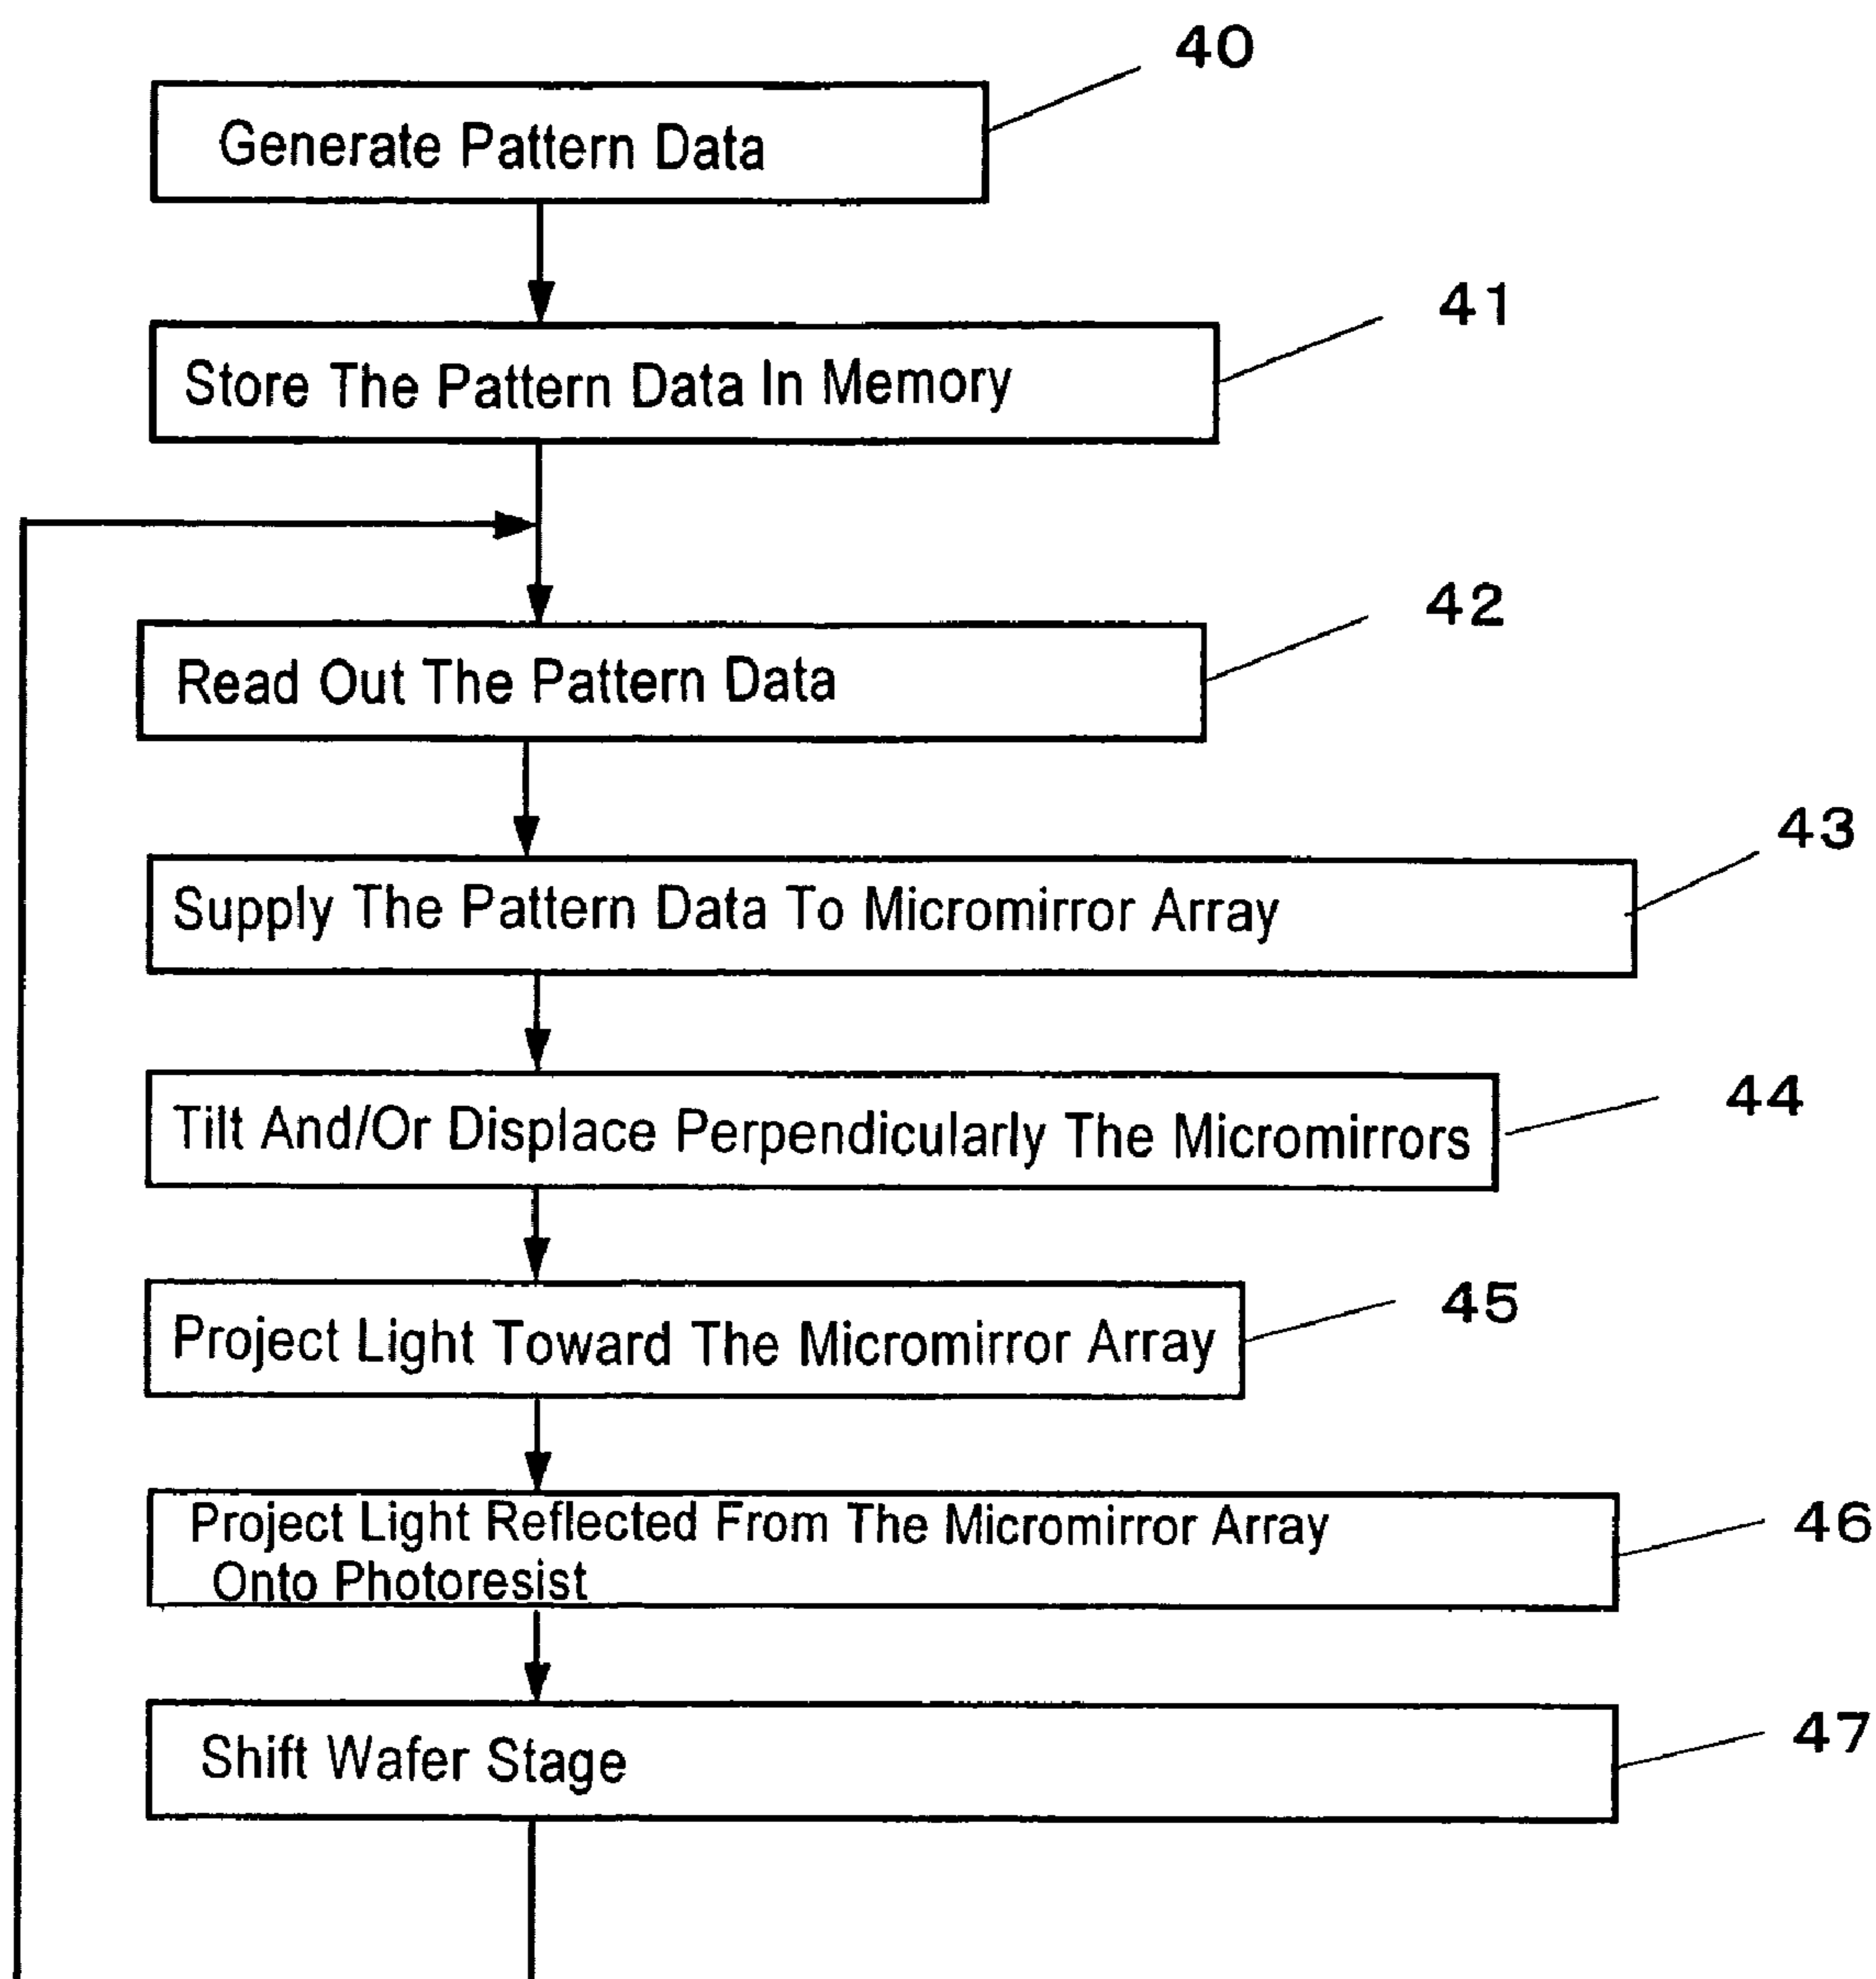 40
Generate Pattern Data
41
Store The Pattern Data In Memory
42
Read Out The Pattern Data
43
Supply The Pattern Data To Micromirror Array
44
Tilt And/Or Displace Perpendicularly The Micromirrors
45
Project Light Toward The Micromirror Array
46
Project Light Reflected From The Micromirror Array
Onto Photoresist
47
Shift Wafer Stage